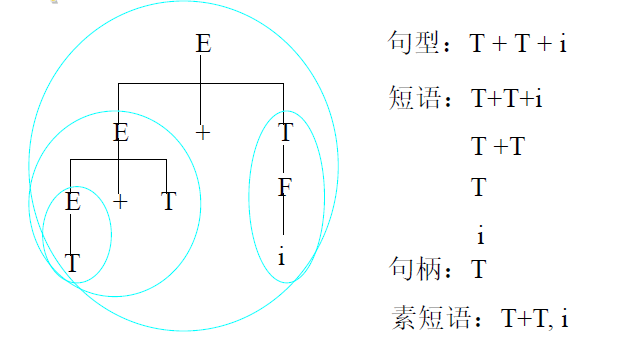 E
E + T
E + T F
T i
句型：T + T + i
短语：T+T+i
T +T
T
i
句柄：T
素短语：T+T, i